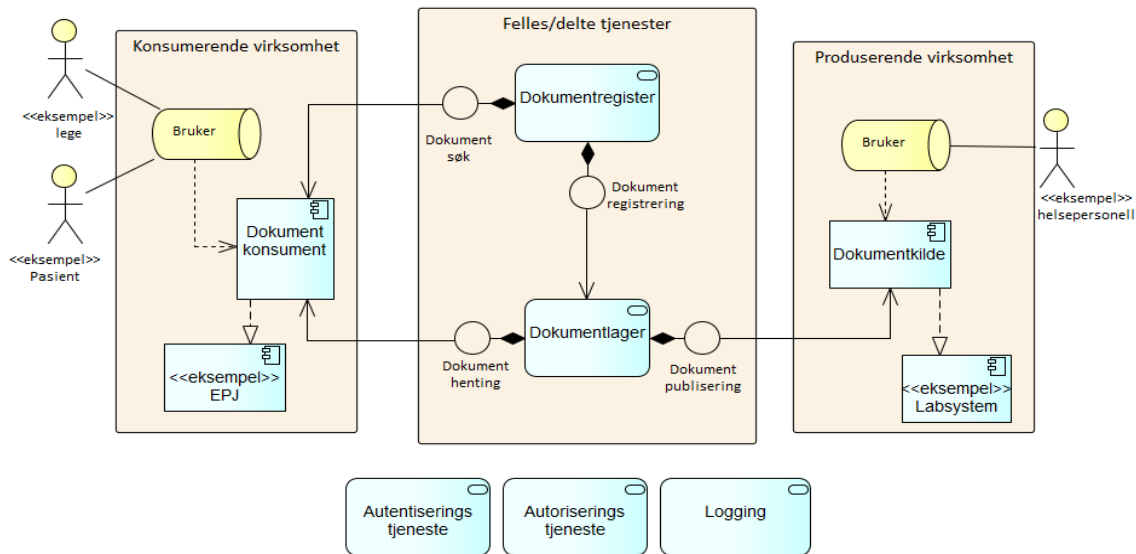 Konsumerende virksomhet
Felles/delte tjenester
Produserende virksomhet
<<eksempel>>
lege
Bruker
<<eksempel>>
Pasient
Dokument
konsument
<<eksempel>>
EPJ
Dokumentregister
Dokument
søk
Dokument
registrering
Dokumentlager
Dokument
henting
Dokument
publisering
Bruker
<<eksempel>>
helsepersonell
Dokumentkilde
<<eksempel>>
Labsystem
Autentiserings
tjeneste
Autoriserings
tjeneste
Logging